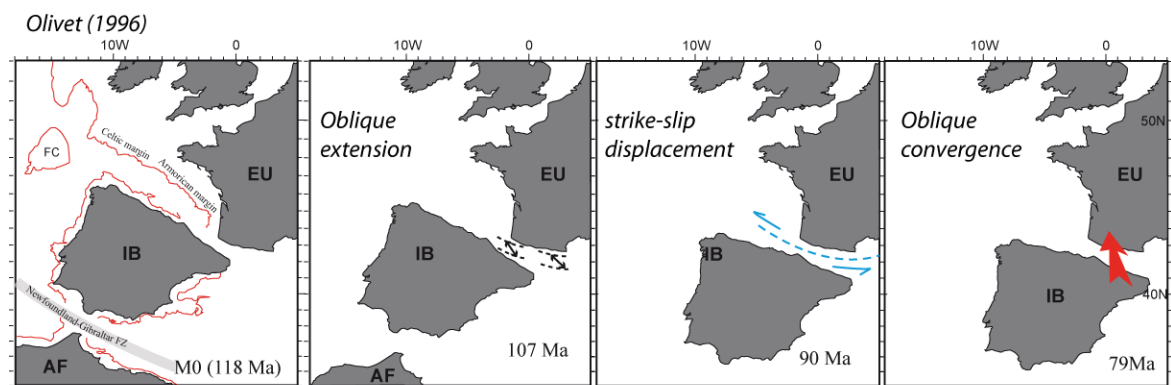 Olivet (1996)
10W
0
10W
0
10W
0
10W
0
FC
Celtic margin
Armorican margin
EU
IB
Newfoundland-Gibraltar FZ
AF
M0 (118 Ma)
Oblique
extension
EU
IB
AF
107 Ma
strike-slip
displacement
EU
IB
90 Ma
Oblique
convergence
50N
EU
IB
40N
79Ma